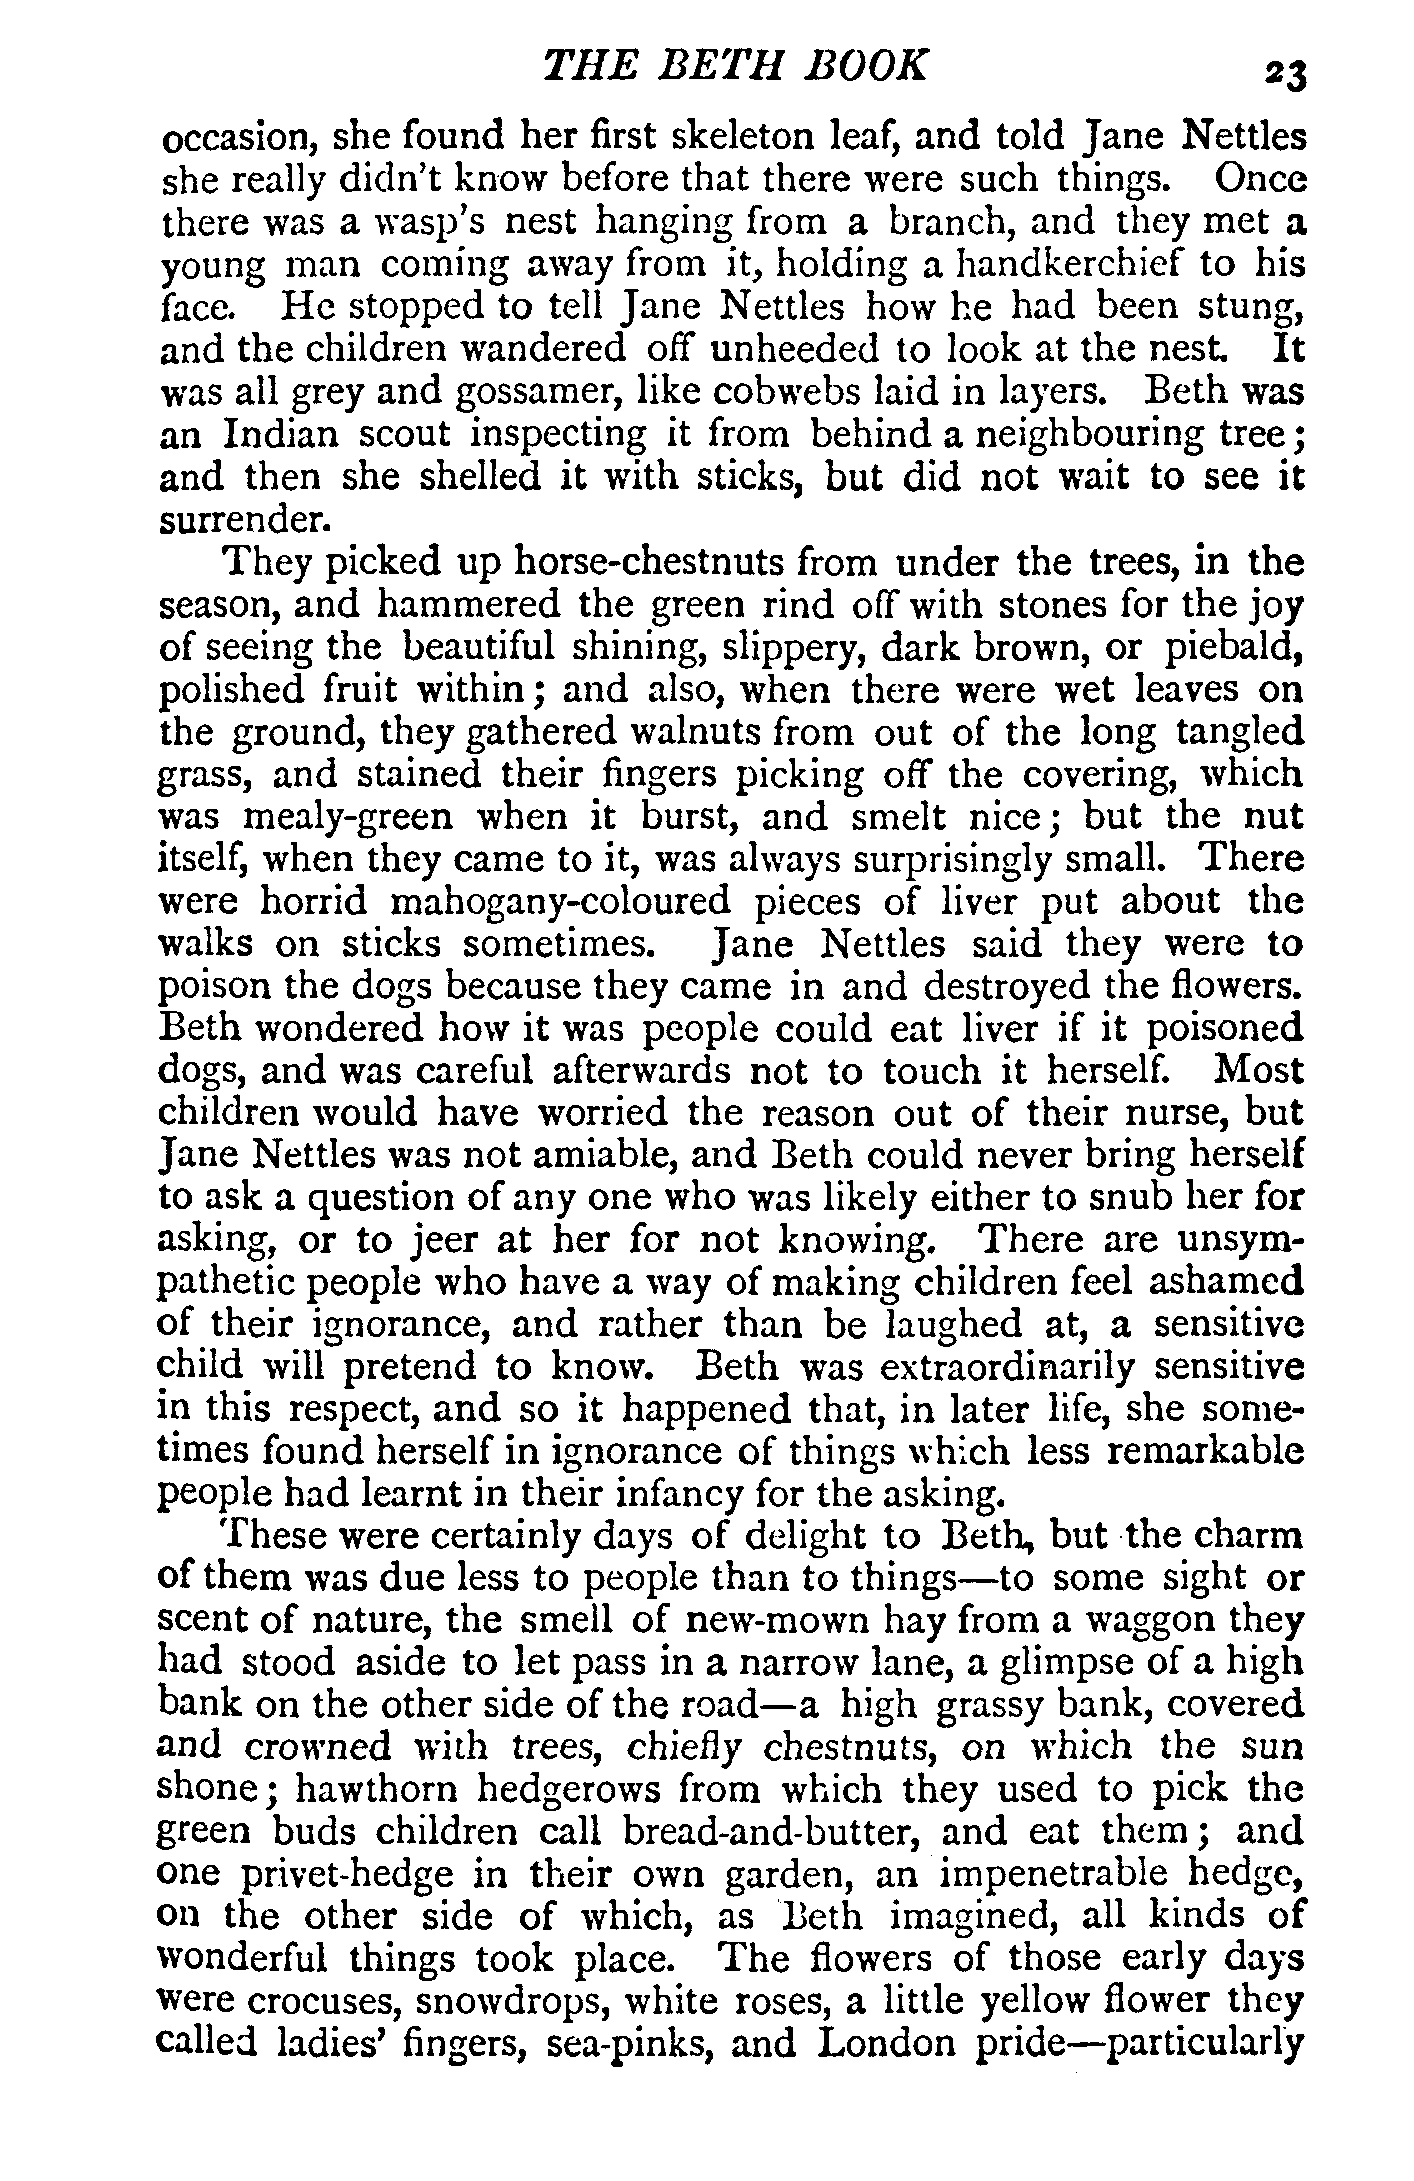 THE BETH BOOK 23
occasion, she found her first skeleton leaf, and told Jane Nettles
she really didn't know before that there were such things. Once
there was a wasp's nest hanging from a branch, and they met a
young man coming away from it, holding a handkerchief to his
face. He stopped to tell Jane Nettles how he had been stung,
and the children wandered off unheeded to look at the nest. It
was all grey and gossamer, like cobwebs laid in layers. Beth was
an Indian scout inspecting it from behind a neighbouring tree;
and then she shelled it with sticks, but did not wait to see it
surrender.
They picked up horse-chestnuts from under the trees, in the
season, and hammered the green rind off with stones for the joy
of seeing the beautiful shining, slippery, dark brown, or piebald,
polished fruit within; and also, when there were wet leaves on
the ground, they gathered walnuts from out of the long tangled
grass, and stained their fingers picking off the covering, which
was mealy-green when it burst, and smelt nice; but the nut
itself, when they came to it, was always surprisingly small. There
were horrid mahogany-coloured pieces of liver put about the
walks on sticks sometimes. Jane Nettles said they were to
poison the dogs because they came in and destroyed the flowers.
Beth wondered how it was people could eat liver if it poisoned
dogs, and was careful afterwards not to touch it herself. Most
children would have worried the reason out of their nurse, but
Jane Nettles was not amiable, and Beth could never bring herself
to ask a question of any one who was likely either to snub her for
asking, or to jeer at her for not knowing. There are unsym-
pathetic people who have a way of making children feel ashamed
of their ignorance, and rather than be laughed at, a sensitive
child will pretend to know. Beth was extraordinarily sensitive
in this respect, and so it happened that, in later life, she some-
times found herself in ignorance of things which less remarkable
people had learnt in their infancy for the asking.
These were certainly days of delight to Beth, but the charm
of them was due less to people than to things—to some sight or
scent of nature, the smell of new-mown hay from a waggon they
had stood aside to let pass in a narrow lane, a glimpse of a high
bank on the other side of the road—a high grassy bank, covered
and crowned with trees, chiefly chestnuts, on which the sun
shone; hawthorn hedgerows from which they used to pick the
green buds children call bread-and-butter, and eat them; and
one privet-hedge in their own garden, an impenetrable hedge,
on the other side of which, as Beth imagined, all kinds of
wonderful things took place. The flowers of those early days
were crocuses, snowdrops, white roses, a little yellow flower they
called ladies' fingers, sea-pinks, and London pride—particularly